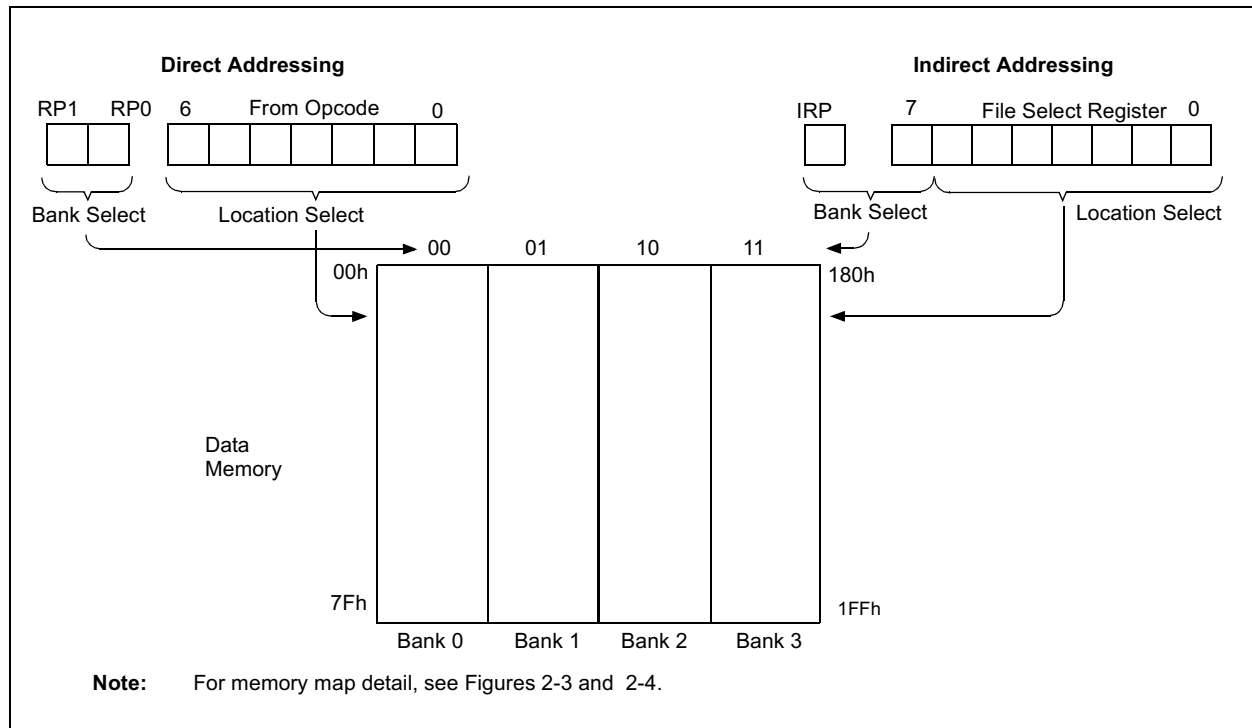 Direct Addressing
Indirect Addressing
RP1 RP0 6 From Opcode 0
IRP 7 File Select Register 0
Bank Select Location Select
Bank Select Location Select
00 01 10 11
00h
180h
Data
Memory
7Fh
1FFh
Bank 0 Bank 1 Bank 2 Bank 3
Note: For memory map detail, see Figures 2-3 and 2-4.